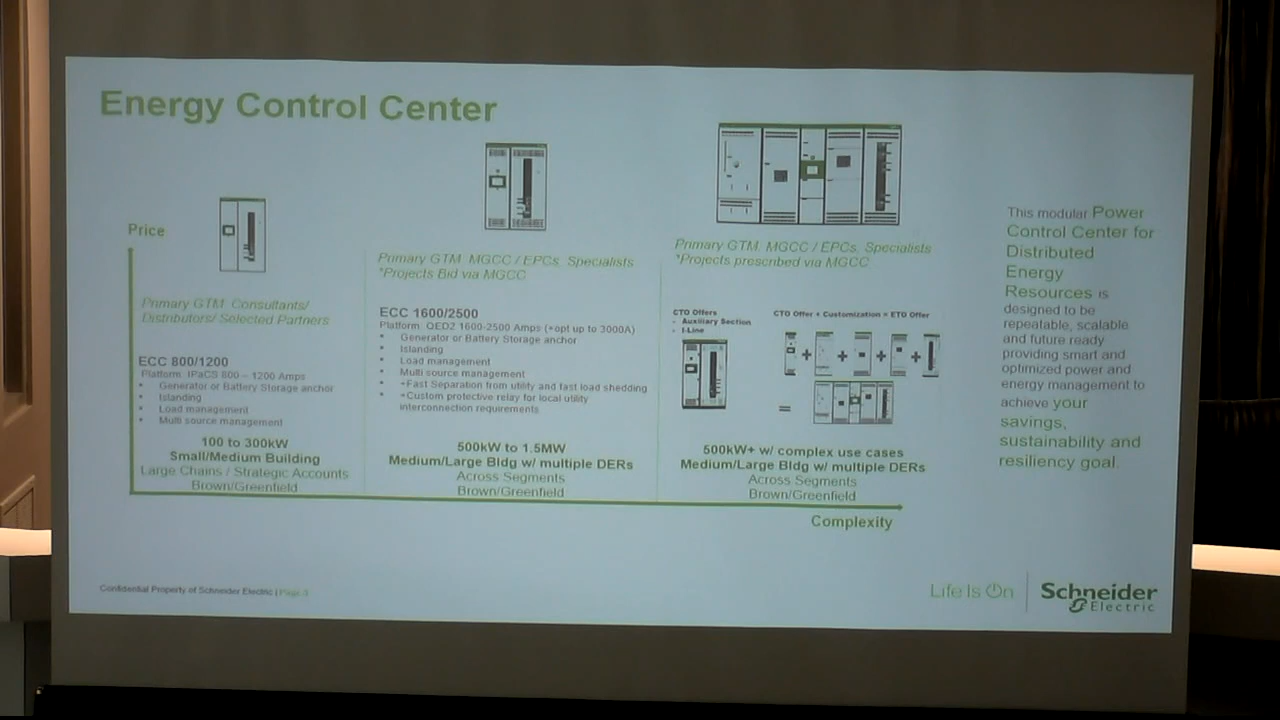 Energy Control Center
Price
Primary GTM: Consultants/
Distributors/ Selected Partners
ECC 800/1200
Platform: IPaCS 800 – 1200 Amps
• Generator or Battery Storage anchor
• Islanding
• Load management
• Multi source management
100 to 300kW
Small/Medium Building
Large Chains / Strategic Accounts
Brown/Greenfield
Primary GTM: MGCC / EPCs, Specialists
*Projects Bid via MGCC
ECC 1600/2500
Platform: QED2 1600-2500 Amps (+opt up to 3000A)
• Generator or Battery Storage anchor
• Islanding
• Load management
• Multi source management
• +Fast Separation from utility and fast load shedding
• +Custom protective relay for local utility
interconnection requirements
500kW to 1.5MW
Medium/Large Bldg w/ multiple DERs
Across Segments
Brown/Greenfield
Primary GTM: MGCC / EPCs, Specialists
*Projects prescribed via MGCC
CTO Offers
- Auxiliary Section
- I-Line
CTO Offer + Customization = ETO Offer
+ + + +
=
500kW+ w/ complex use cases
Medium/Large Bldg w/ multiple DERs
Across Segments
Brown/Greenfield
Complexity
This modular Power
Control Center for
Distributed
Energy
Resources is
designed to be
repeatable, scalable
and future ready
providing smart and
optimized power and
energy management to
achieve your
savings,
sustainability and
resiliency goal.
Confidential Property of Schneider Electric | Page 3
Life Is On
Schneider
Electric